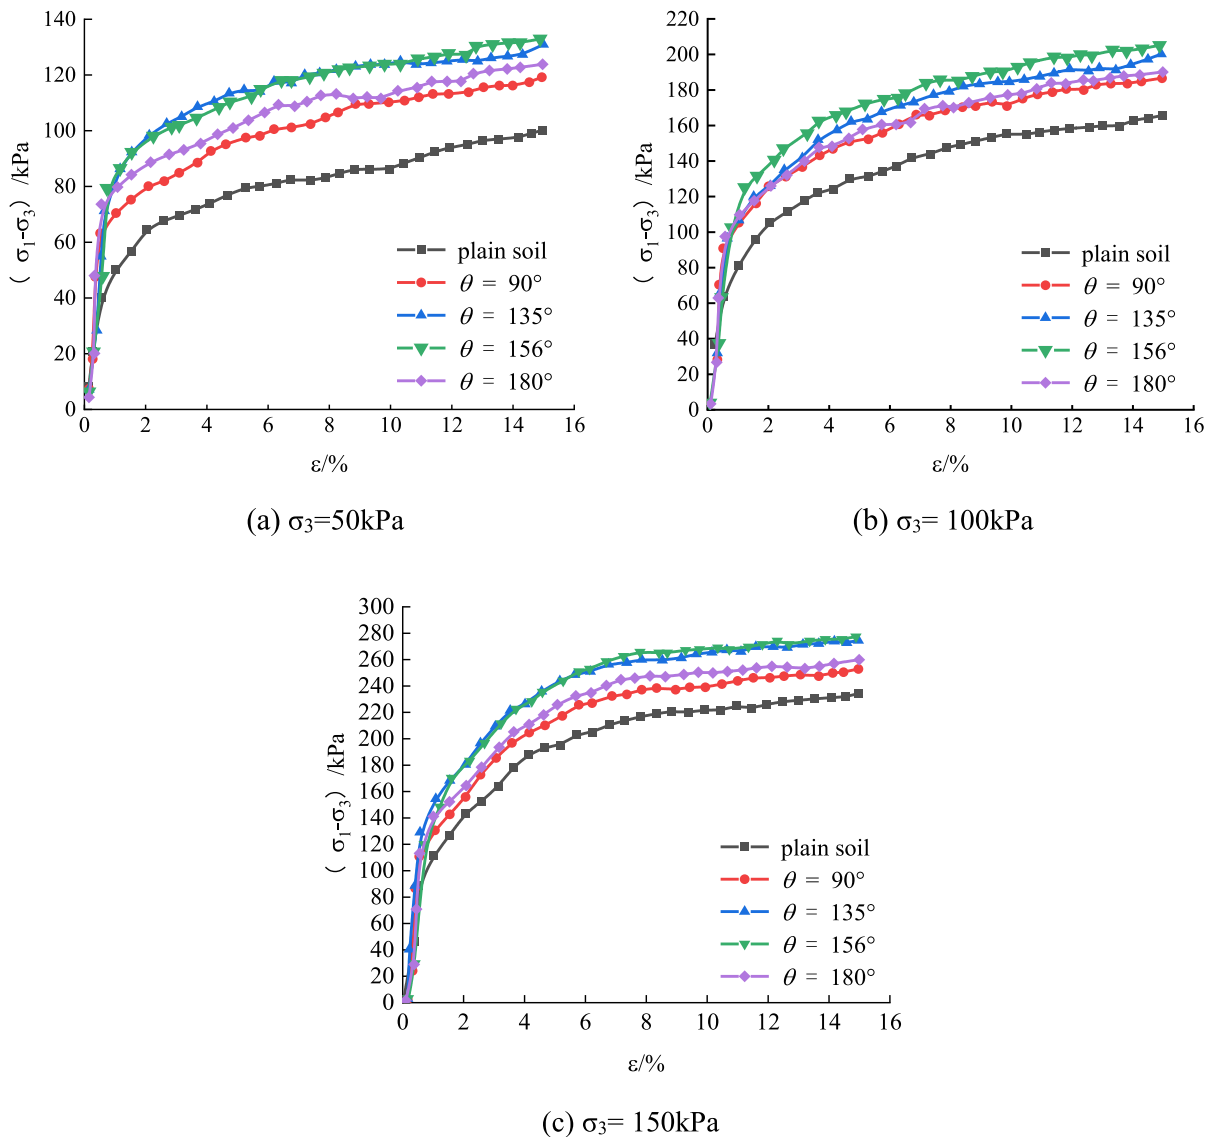 140
120
100
80
60
40
20
0
( σ₁-σ₃) /kPa
plain soil
θ = 90°
θ = 135°
θ = 156°
θ = 180°
0 2 4 6 8 10 12 14 16
ε/%
(a) σ₃=50kPa
220
200
180
160
140
120
100
80
60
40
20
0
( σ₁-σ₃) /kPa
plain soil
θ = 90°
θ = 135°
θ = 156°
θ = 180°
0 2 4 6 8 10 12 14 16
ε/%
(b) σ₃= 100kPa
300
280
260
240
220
200
180
160
140
120
100
80
60
40
20
0
( σ₁-σ₃) /kPa
plain soil
θ = 90°
θ = 135°
θ = 156°
θ = 180°
0 2 4 6 8 10 12 14 16
ε/%
(c) σ₃= 150kPa